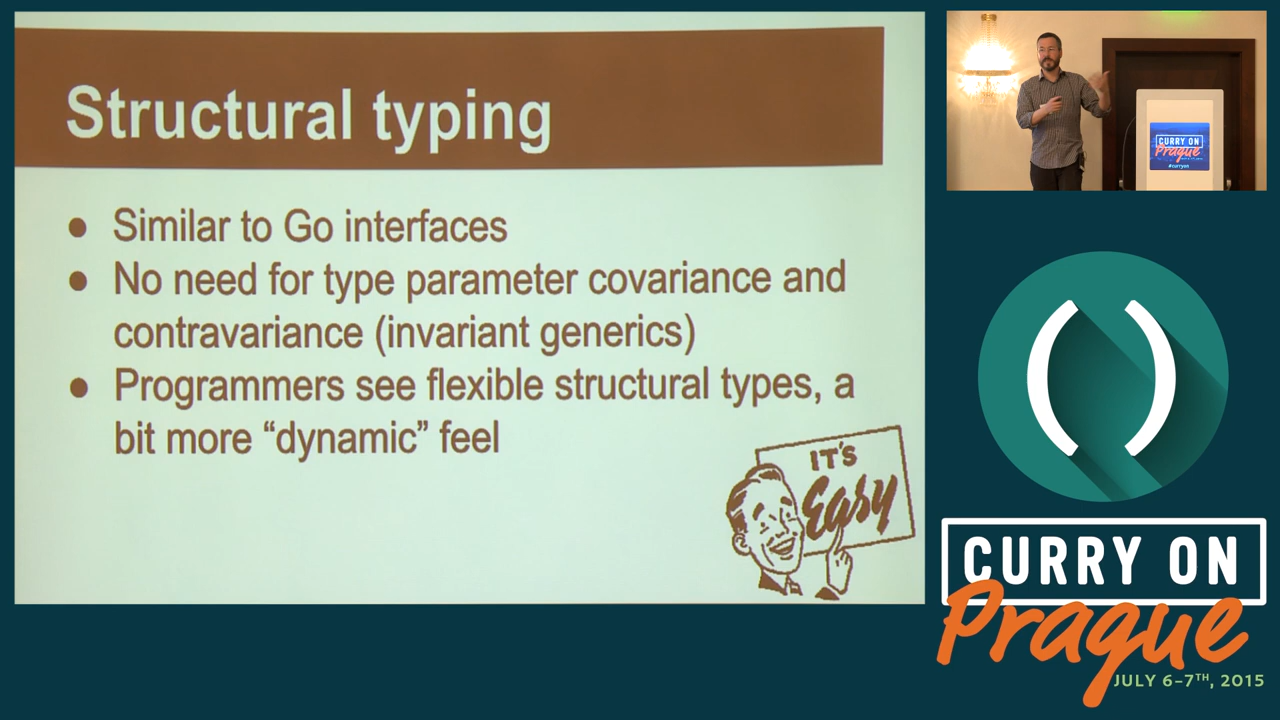 Structural typing
● Similar to Go interfaces
● No need for type parameter covariance and
contravariance (invariant generics)
● Programmers see flexible structural types, a
bit more “dynamic” feel
IT'S
Easy
CURRY ON
Prague
#curryon
()
CURRY ON
Prague
JULY 6-7TH, 2015